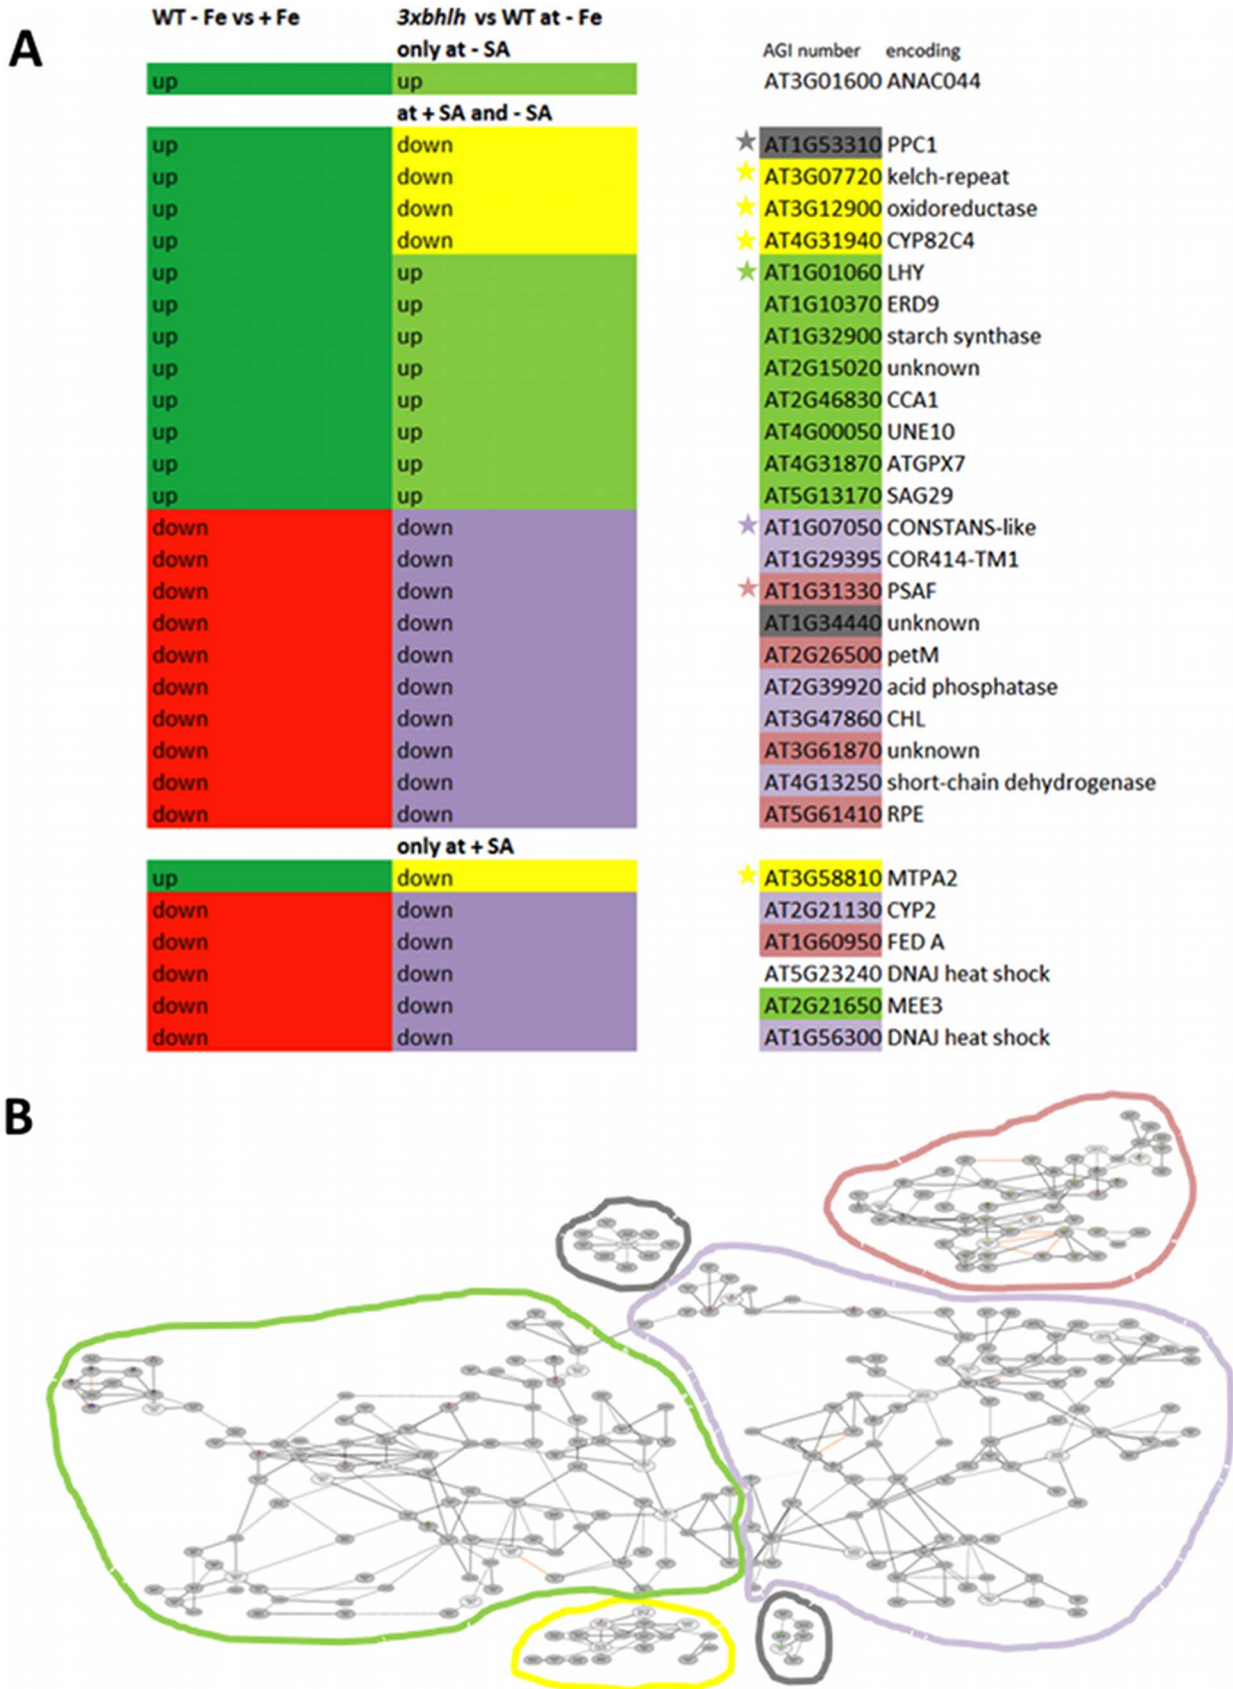 A
WT - Fe vs + Fe 3xbhlh vs WT at - Fe
only at - SA AGI number encoding
up up AT3G01600 ANAC044
at + SA and - SA
up down AT1G53310 PPC1
up down AT3G07720 kelch-repeat
up down AT3G12900 oxidoreductase
up down AT4G31940 CYP82C4
up up AT1G01060 LHY
up up AT1G10370 ERD9
up up AT1G32900 starch synthase
up up AT2G15020 unknown
up up AT2G46830 CCA1
up up AT4G00050 UNE10
up up AT4G31870 ATGPX7
up up AT5G13170 SAG29
down down AT1G07050 CONSTANS-like
down down AT1G29395 COR414-TM1
down down AT1G31330 PSAF
down down AT1G34440 unknown
down down AT2G26500 petM
down down AT2G39920 acid phosphatase
down down AT3G47860 CHL
down down AT3G61870 unknown
down down AT4G13250 short-chain dehydrogenase
down down AT5G61410 RPE
only at + SA
up down AT3G58810 MTPA2
down down AT2G21130 CYP2
down down AT1G60950 FED A
down down AT5G23240 DNAJ heat shock
down down AT2G21650 MEE3
down down AT1G56300 DNAJ heat shock
B